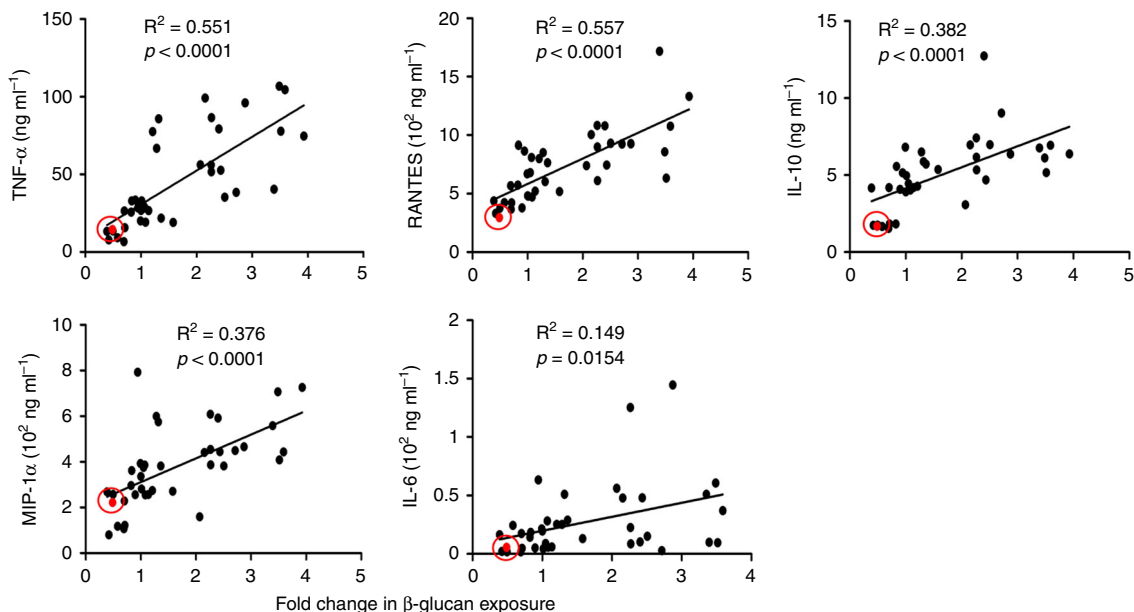 R² = 0.551
p < 0.0001
TNF-α (ng ml⁻¹)
150
100
50
0
0 1 2 3 4 5
R² = 0.557
p < 0.0001
RANTES (10² ng ml⁻¹)
20
15
10
5
0
0 1 2 3 4 5
R² = 0.382
p < 0.0001
IL-10 (ng ml⁻¹)
15
10
5
0
0 1 2 3 4 5
R² = 0.376
p < 0.0001
MIP-1α (10² ng ml⁻¹)
10
8
6
4
2
0
0 1 2 3 4 5
R² = 0.149
p = 0.0154
IL-6 (10² ng ml⁻¹)
2
1.5
1
0.5
0
0 1 2 3 4
Fold change in β-glucan exposure